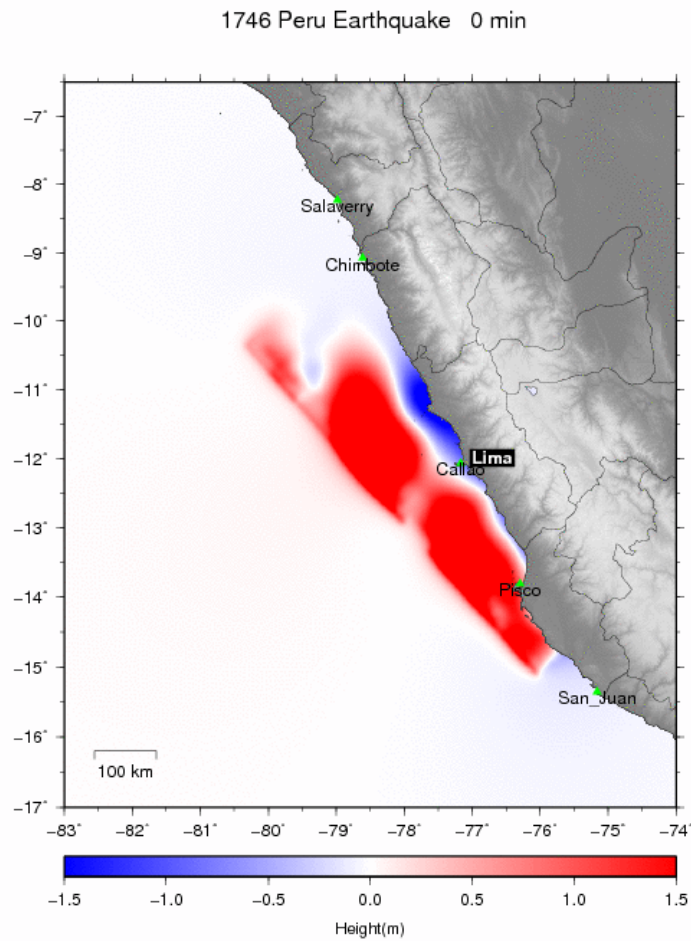 1746 Peru Earthquake   0 min
−7°
−8°
Salaverry
−9°
Chimbote
−10°
−11°
−12°
Lima
Callao
−13°
−14°
Pisco
−15°
San_Juan
−16°
100 km
−17°
−83° −82° −81° −80° −79° −78° −77° −76° −75° −74°
−1.5 −1.0 −0.5 0.0 0.5 1.0 1.5
Height(m)